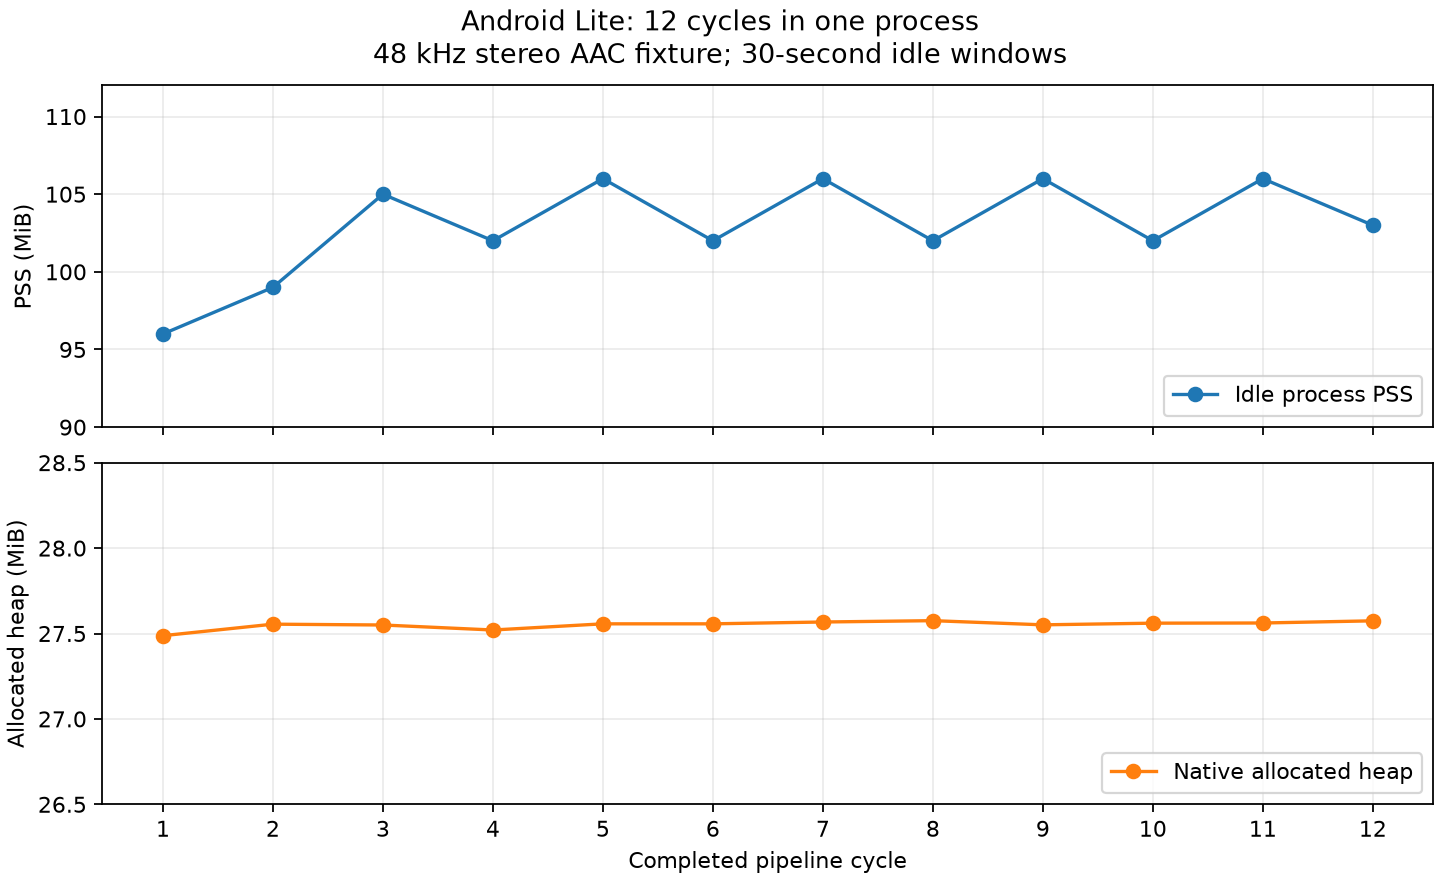 Android Lite: 12 cycles in one process
48 kHz stereo AAC fixture; 30-second idle windows
PSS (MiB)
110
105
100
95
90
Idle process PSS
Allocated heap (MiB)
28.5
28.0
27.5
27.0
26.5
Native allocated heap
1 2 3 4 5 6 7 8 9 10 11 12
Completed pipeline cycle